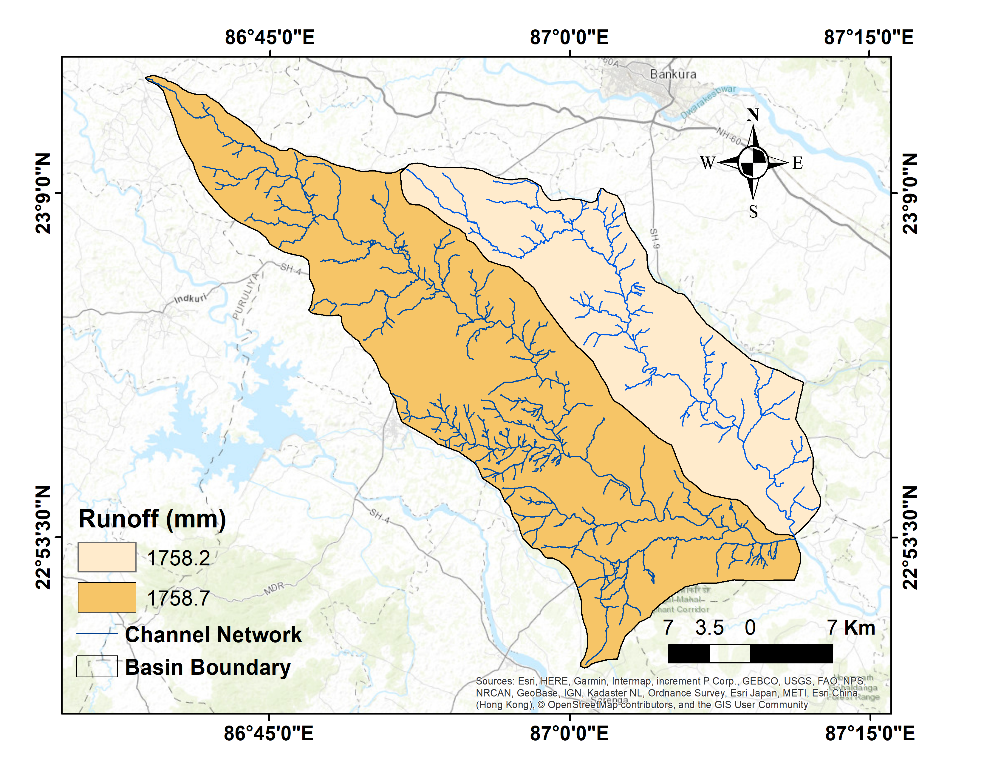 86°45'0"E 87°0'0"E 87°15'0"E
Bankura
Dwarakeshwar
NH-60
N
W E
S
23°9'0"N
23°9'0"N
SH-9
SH-4
PURULIYA
Indkuri
SH-4
MDR
22°53'30"N
22°53'30"N
Runoff (mm)
1758.2
1758.7
Channel Network
Basin Boundary
7 3.5 0 7 Km
Sources: Esri, HERE, Garmin, Intermap, increment P Corp., GEBCO, USGS, FAO, NPS,
NRCAN, GeoBase, IGN, Kadaster NL, Ordnance Survey, Esri Japan, METI, Esri China
(Hong Kong), © OpenStreetMap contributors, and the GIS User Community
86°45'0"E 87°0'0"E 87°15'0"E